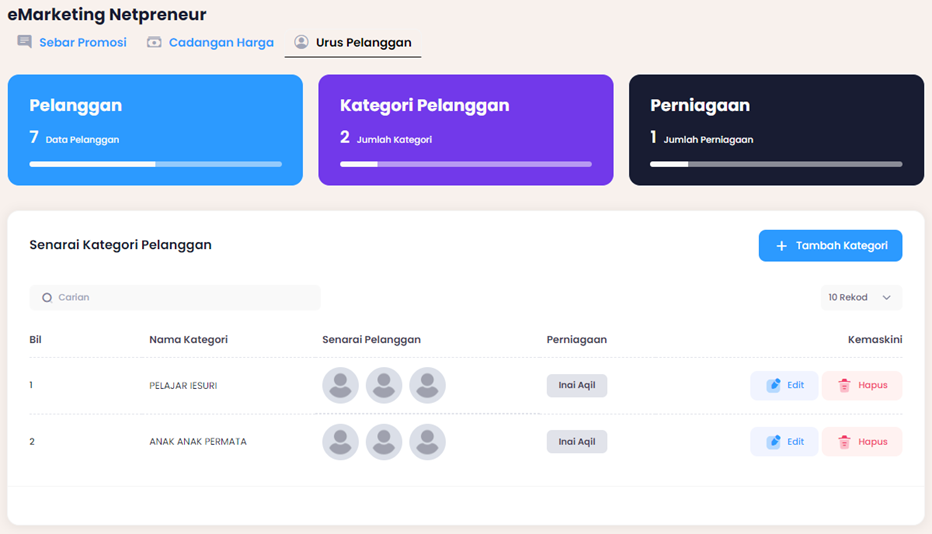 eMarketing Netpreneur
Sebar Promosi Cadangan Harga Urus Pelanggan
Pelanggan
7 Data Pelanggan
Kategori Pelanggan
2 Jumlah Kategori
Perniagaan
1 Jumlah Perniagaan
Senarai Kategori Pelanggan
+ Tambah Kategori
Carian
10 Rekod
Bil Nama Kategori Senarai Pelanggan Perniagaan Kemaskini
1 PELAJAR IESURI Inai Aqil Edit Hapus
2 ANAK ANAK PERMATA Inai Aqil Edit Hapus